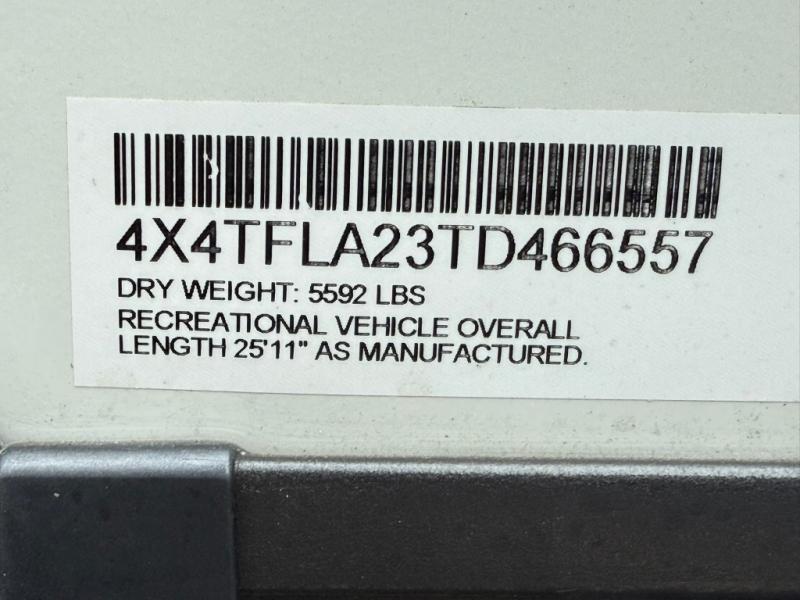 4X4TFLA23TD466557
DRY WEIGHT: 5592 LBS
RECREATIONAL VEHICLE OVERALL
LENGTH 25'11" AS MANUFACTURED.